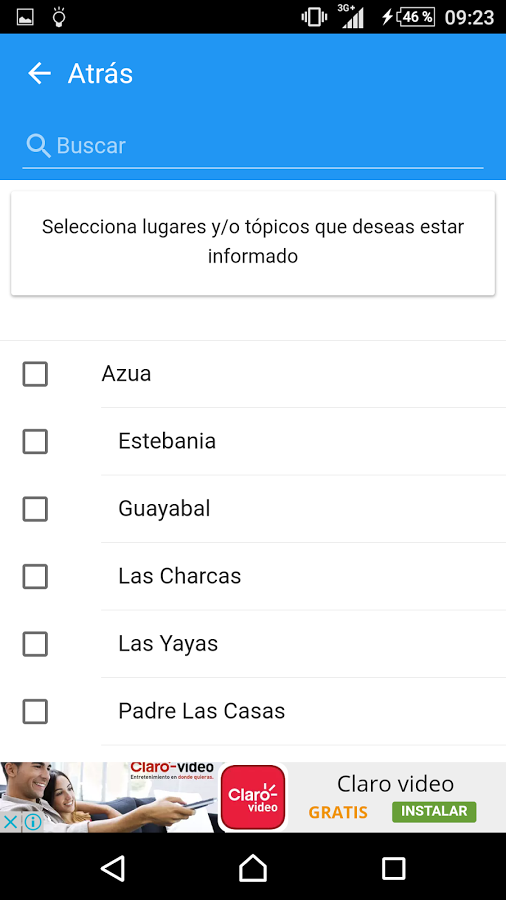 3G+
46 %
09:23
Atrás
Buscar
Selecciona lugares y/o tópicos que deseas estar
informado
Azua
Estebania
Guayabal
Las Charcas
Las Yayas
Padre Las Casas
Claro-video
Entretenimiento en donde quieras.
Claro
video
Claro video
GRATIS
INSTALAR